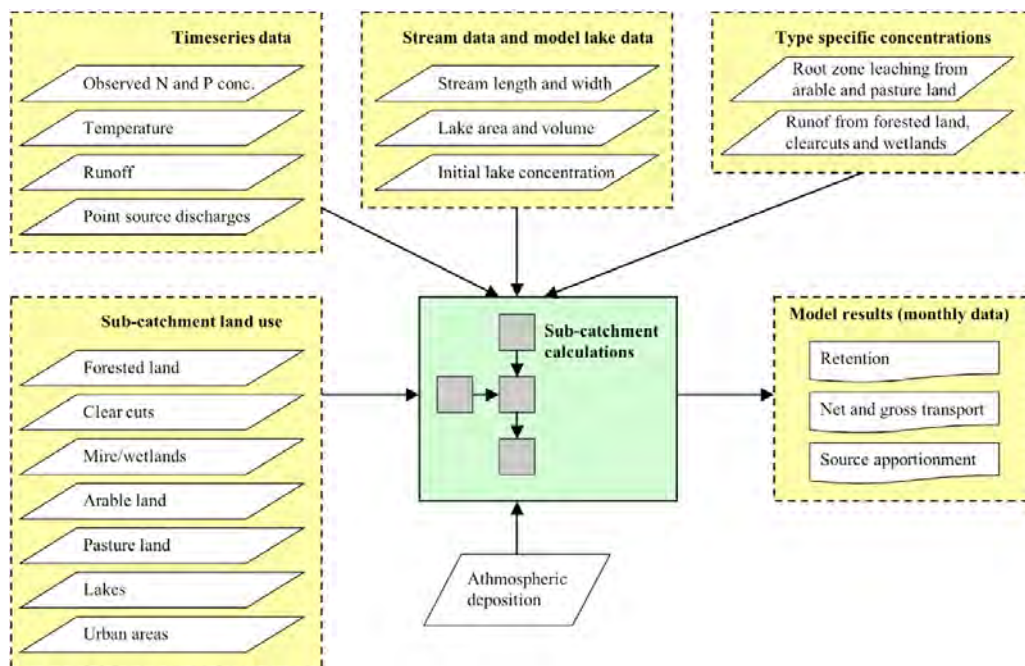 Timeseries data
Observed N and P conc.
Temperature
Runoff
Point source discharges
Stream data and model lake data
Stream length and width
Lake area and volume
Initial lake concentration
Type specific concentrations
Root zone leaching from
arable and pasture land
Runof from forested land,
clearcuts and wetlands
Sub-catchment land use
Forested land
Clear cuts
Mire/wetlands
Arable land
Pasture land
Lakes
Urban areas
Sub-catchment
calculations
Athmospheric
deposition
Model results (monthly data)
Retention
Net and gross transport
Source apportionment